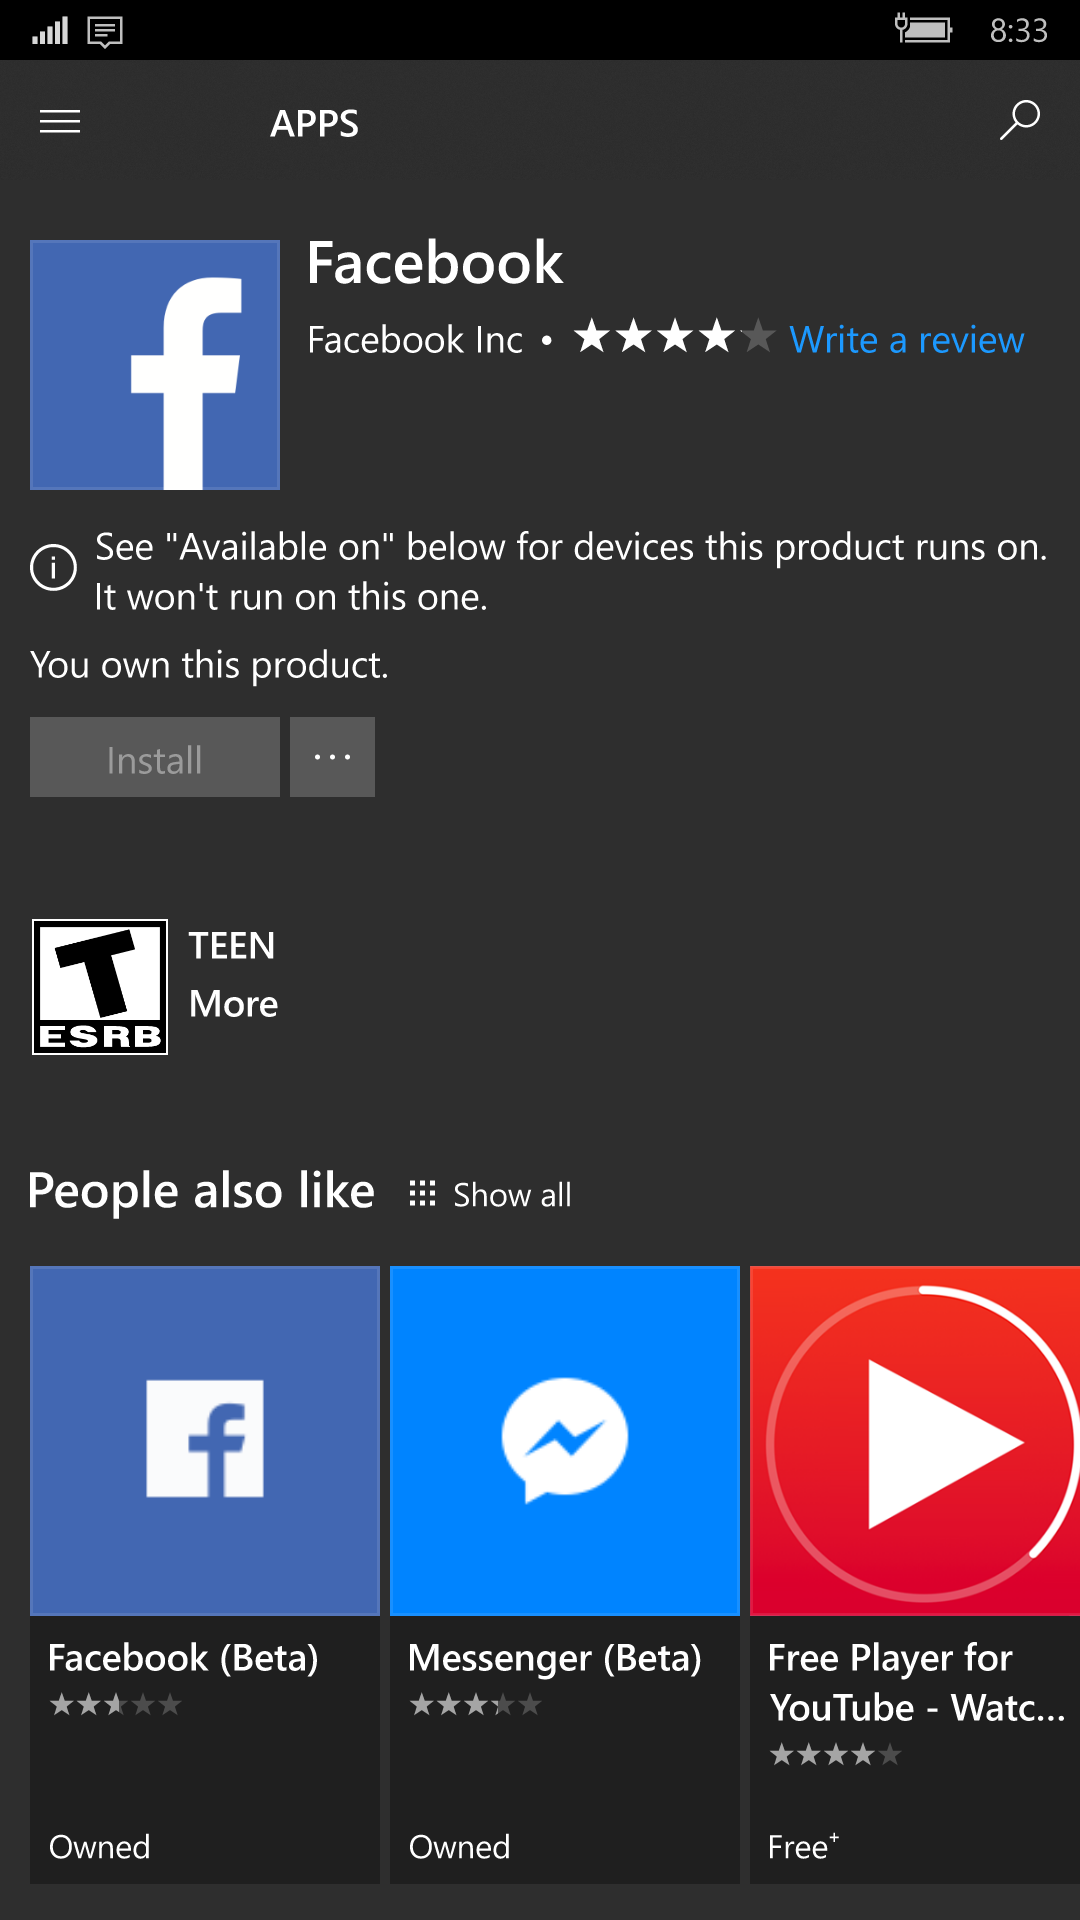 8:33
APPS
Facebook
Facebook Inc • Write a review
See "Available on" below for devices this product runs on.
It won't run on this one.
You own this product.
Install ...
TEEN
More
T
ESRB
People also like Show all
Facebook (Beta)
Owned
Messenger (Beta)
Owned
Free Player for
YouTube - Watc...
Free+